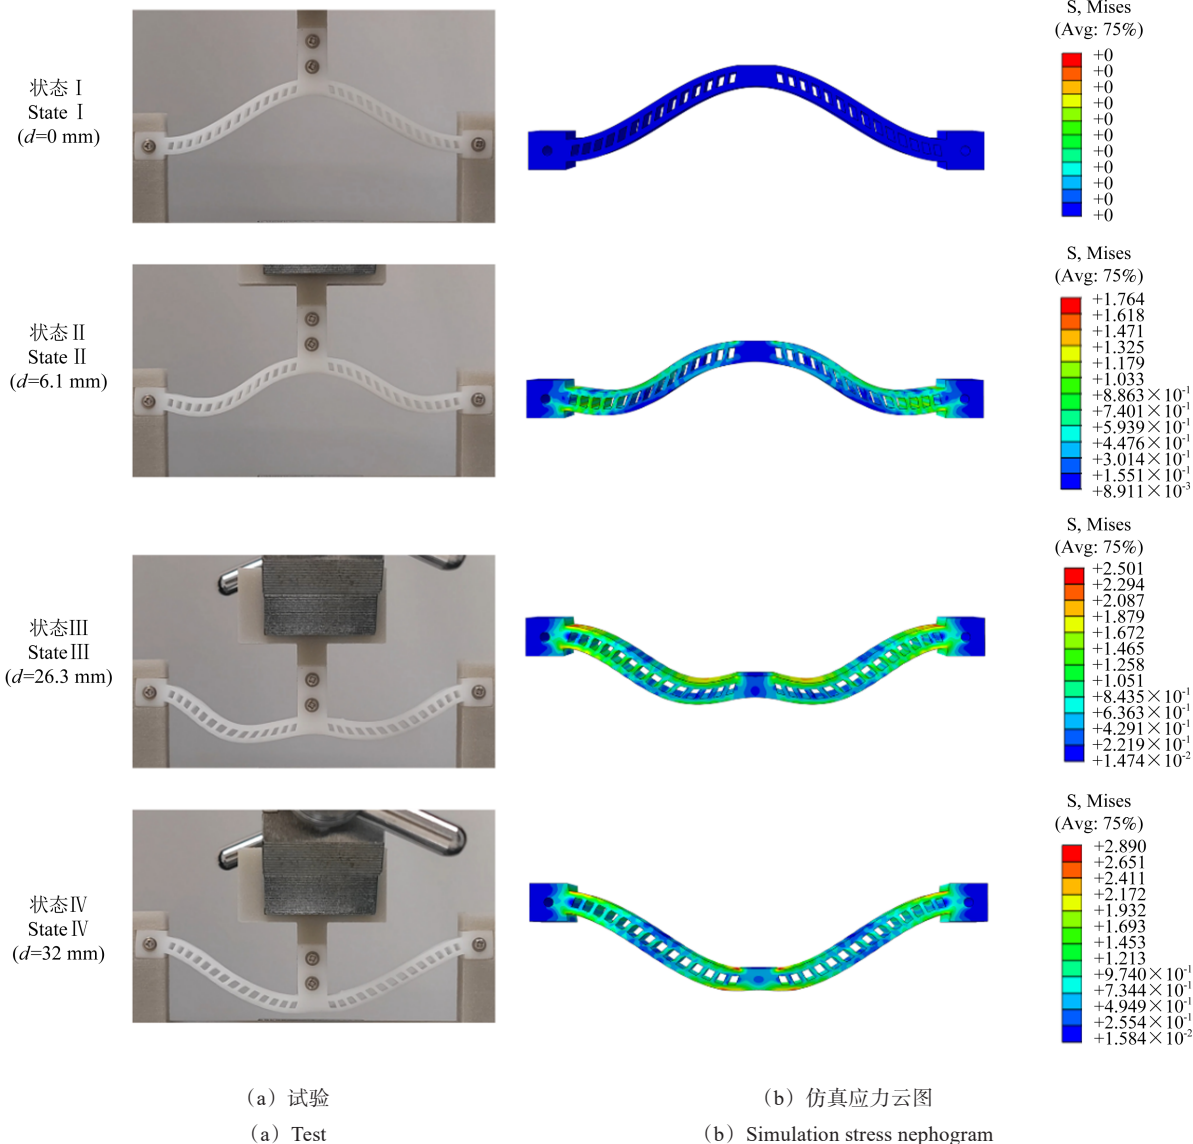 状态Ⅰ
State Ⅰ
(d=0 mm)
S, Mises
(Avg: 75%)
+0
+0
+0
+0
+0
+0
+0
+0
+0
+0
+0
状态Ⅱ
State Ⅱ
(d=6.1 mm)
S, Mises
(Avg: 75%)
+1.764
+1.618
+1.471
+1.325
+1.179
+1.033
+8.863×10⁻¹
+7.401×10⁻¹
+5.939×10⁻¹
+4.476×10⁻¹
+3.014×10⁻¹
+1.551×10⁻¹
+8.911×10⁻³
状态Ⅲ
State Ⅲ
(d=26.3 mm)
S, Mises
(Avg: 75%)
+2.501
+2.294
+2.087
+1.879
+1.672
+1.465
+1.258
+1.051
+8.435×10⁻¹
+6.363×10⁻¹
+4.291×10⁻¹
+2.219×10⁻¹
+1.474×10⁻²
状态Ⅳ
State Ⅳ
(d=32 mm)
S, Mises
(Avg: 75%)
+2.890
+2.651
+2.411
+2.172
+1.932
+1.693
+1.453
+1.213
+9.740×10⁻¹
+7.344×10⁻¹
+4.949×10⁻¹
+2.554×10⁻¹
+1.584×10⁻²
（a）试验
（a）Test
（b）仿真应力云图
（b）Simulation stress nephogram